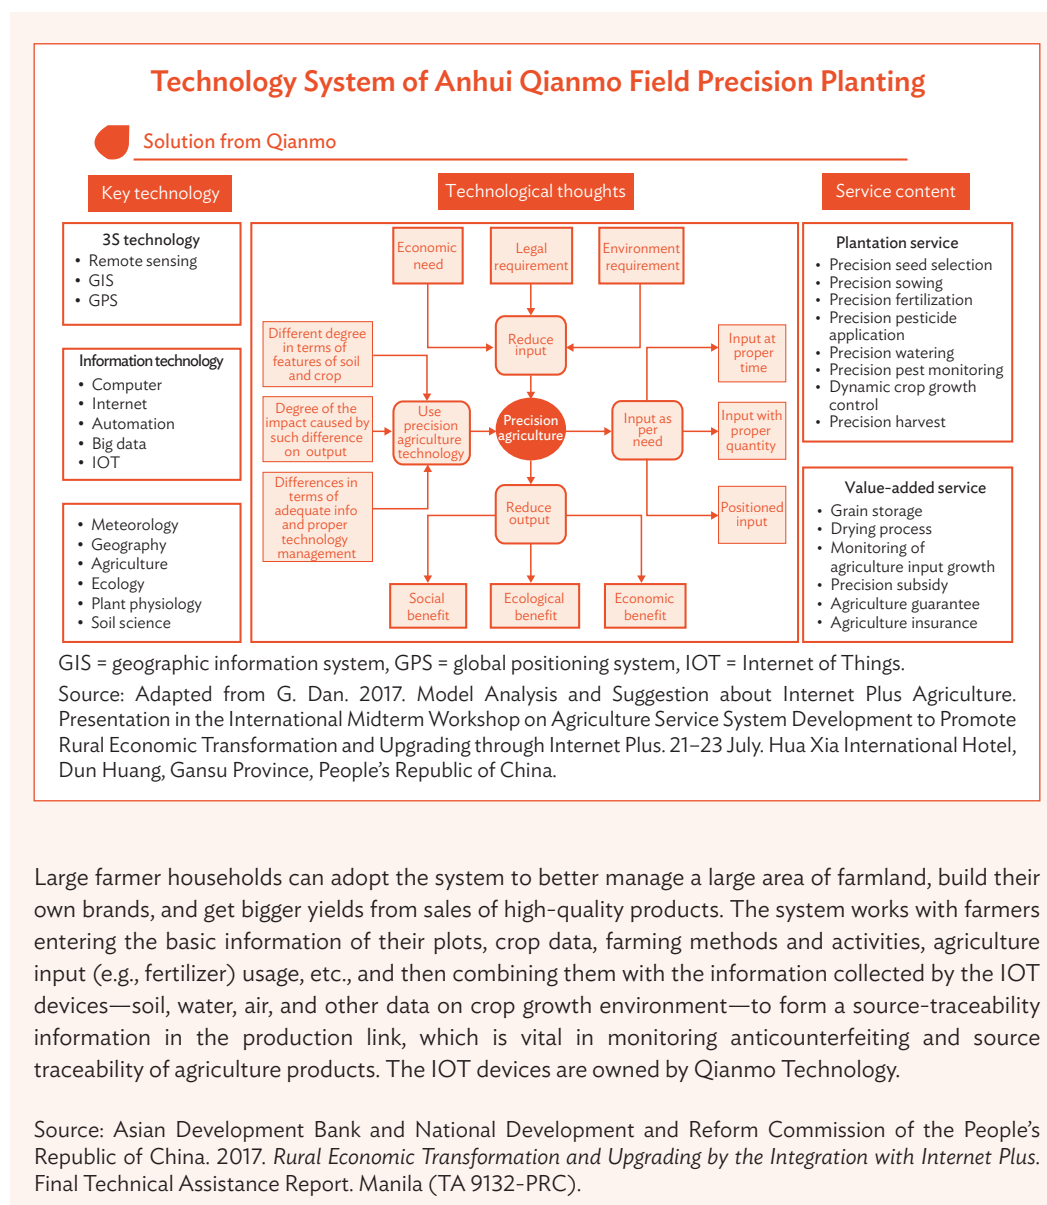 Technology System of Anhui Qianmo Field Precision Planting
Solution from Qianmo
Key technology
3S technology
• Remote sensing
• GIS
• GPS
Information technology
• Computer
• Internet
• Automation
• Big data
• IOT
• Meteorology
• Geography
• Agriculture
• Ecology
• Plant physiology
• Soil science
Technological thoughts
Economic
need
Legal
requirement
Environment
requirement
Reduce
input
Different degree
in terms of
features of soil
and crop
Degree of the
impact caused by
such difference
on output
Differences in
terms of
adequate info
and proper
technology
management
Use
precision
agriculture
technology
Precision
agriculture
Input as
per
need
Input at
proper
time
Input with
proper
quantity
Positioned
input
Reduce
output
Social
benefit
Ecological
benefit
Economic
benefit
Service content
Plantation service
• Precision seed selection
• Precision sowing
• Precision fertilization
• Precision pesticide
application
• Precision watering
• Precision pest monitoring
• Dynamic crop growth
control
• Precision harvest
Value-added service
• Grain storage
• Drying process
• Monitoring of
agriculture input growth
• Precision subsidy
• Agriculture guarantee
• Agriculture insurance
GIS = geographic information system, GPS = global positioning system, IOT = Internet of Things.
Source: Adapted from G. Dan. 2017. Model Analysis and Suggestion about Internet Plus Agriculture.
Presentation in the International Midterm Workshop on Agriculture Service System Development to Promote
Rural Economic Transformation and Upgrading through Internet Plus. 21–23 July. Hua Xia International Hotel,
Dun Huang, Gansu Province, People's Republic of China.
Large farmer households can adopt the system to better manage a large area of farmland, build their
own brands, and get bigger yields from sales of high-quality products. The system works with farmers
entering the basic information of their plots, crop data, farming methods and activities, agriculture
input (e.g., fertilizer) usage, etc., and then combining them with the information collected by the IOT
devices—soil, water, air, and other data on crop growth environment—to form a source-traceability
information in the production link, which is vital in monitoring anticounterfeiting and source
traceability of agriculture products. The IOT devices are owned by Qianmo Technology.
Source: Asian Development Bank and National Development and Reform Commission of the People's
Republic of China. 2017. Rural Economic Transformation and Upgrading by the Integration with Internet Plus.
Final Technical Assistance Report. Manila (TA 9132-PRC).